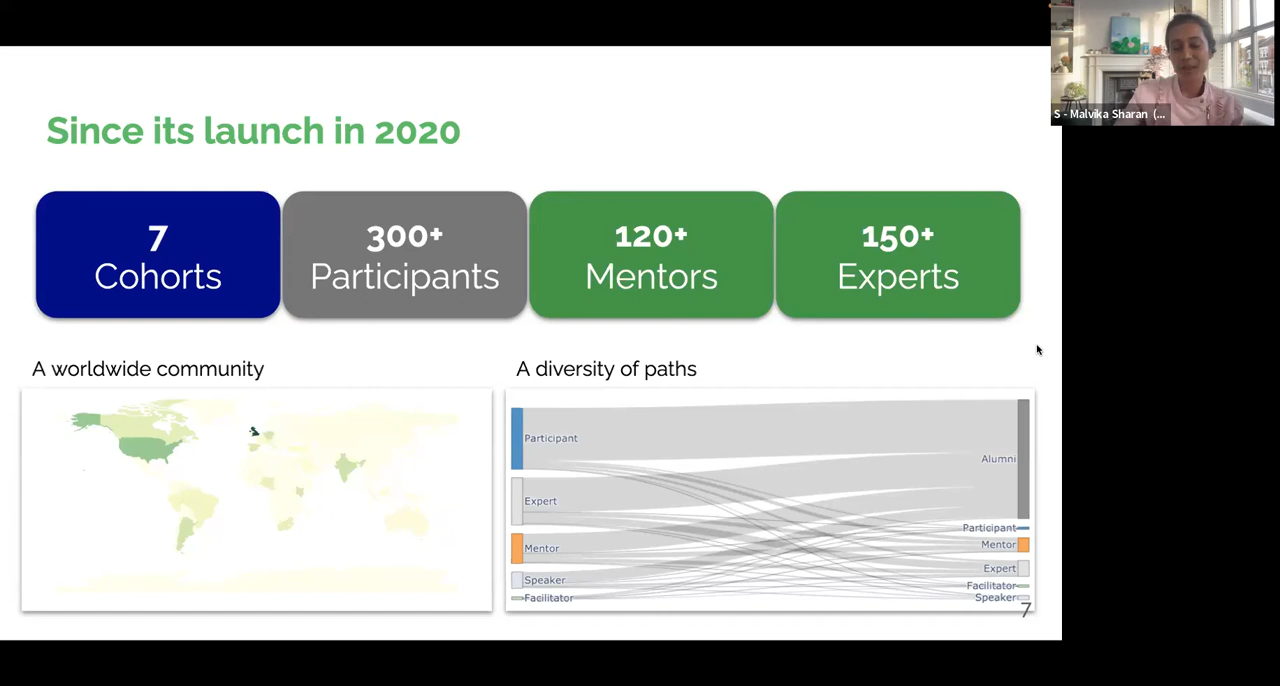 Since its launch in 2020
7
Cohorts
300+
Participants
120+
Mentors
150+
Experts
A worldwide community
A diversity of paths
Participant
Expert
Mentor
Speaker
Facilitator
Alumni
Participant
Mentor
Expert
Facilitator
Speaker
7
S - Malvika Sharan (...